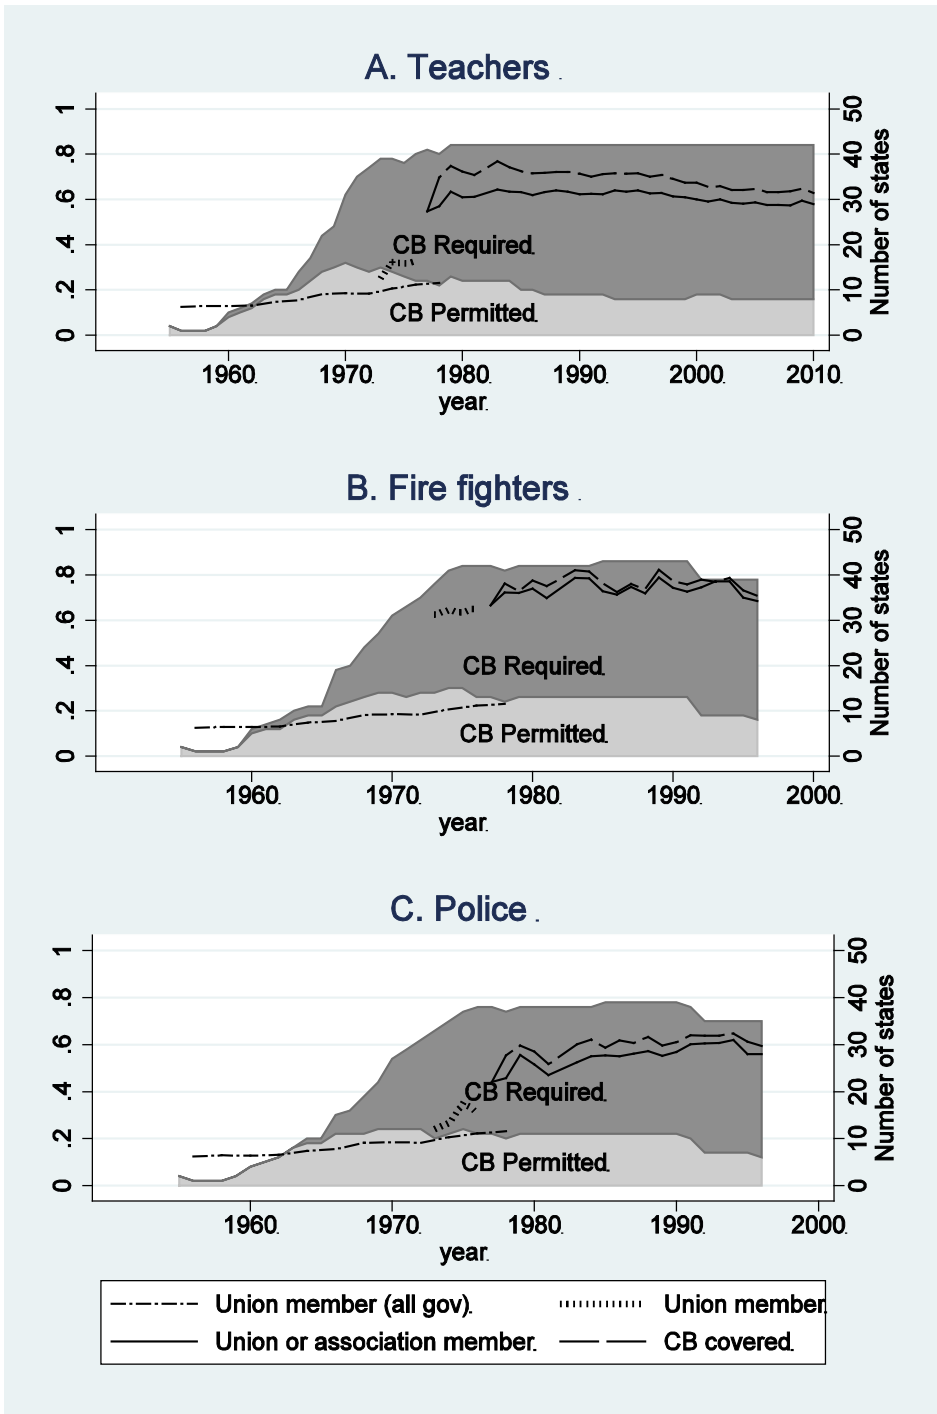 A. Teachers .
1
.8
.6
.4
.2
0
50
40
30
20
10
0
Number of states
CB Required.
CB Permitted.
1960. 1970. 1980. 1990. 2000. 2010.
year.
B. Fire fighters .
1
.8
.6
.4
.2
0
50
40
30
20
10
0
Number of states
CB Required.
CB Permitted.
1960. 1970. 1980. 1990. 2000.
year.
C. Police .
1
.8
.6
.4
.2
0
50
40
30
20
10
0
Number of states
CB Required.
CB Permitted.
1960. 1970. 1980. 1990. 2000.
year.
Union member (all gov). Union member.
Union or association member. CB covered.